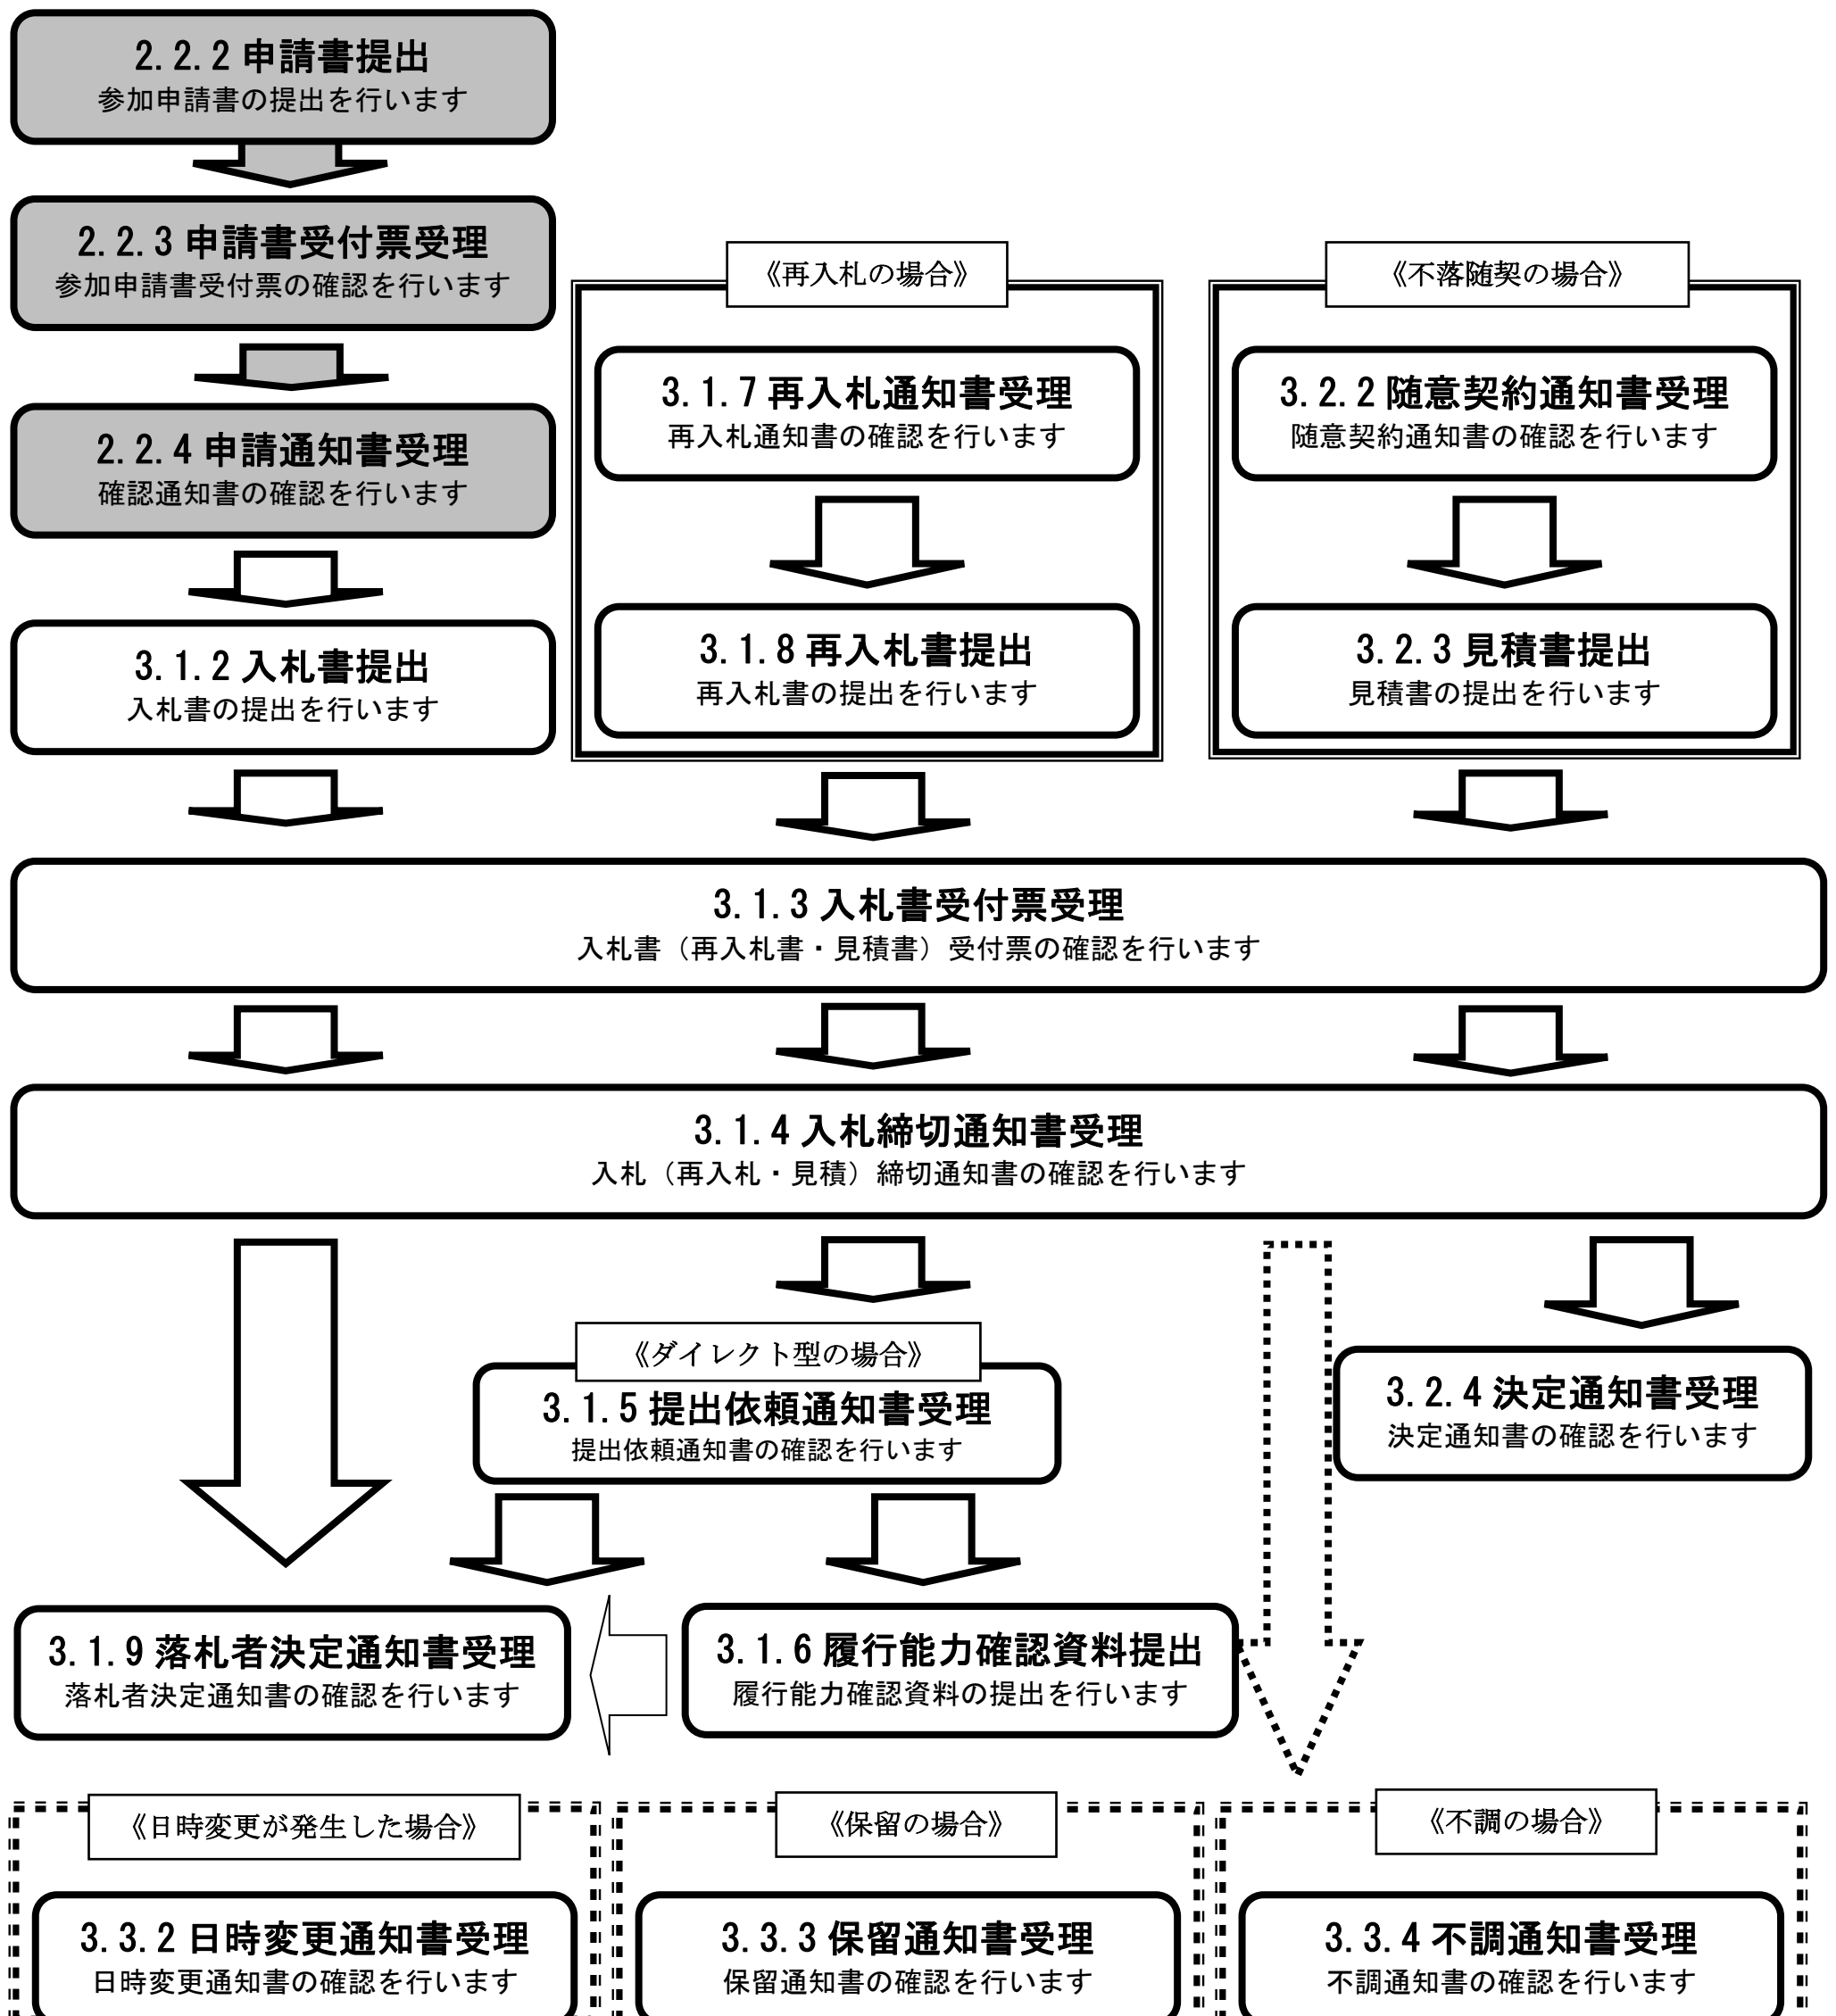 2.2.2 申請書提出
参加申請書の提出を行います
2.2.3 申請書受付票受理
参加申請書受付票の確認を行います
2.2.4 申請通知書受理
確認通知書の確認を行います
3.1.2 入札書提出
入札書の提出を行います
《再入札の場合》
3.1.7 再入札通知書受理
再入札通知書の確認を行います
3.1.8 再入札書提出
再入札書の提出を行います
《不落随契の場合》
3.2.2 随意契約通知書受理
随意契約通知書の確認を行います
3.2.3 見積書提出
見積書の提出を行います
3.1.3 入札書受付票受理
入札書（再入札書・見積書）受付票の確認を行います
3.1.4 入札締切通知書受理
入札（再入札・見積）締切通知書の確認を行います
《ダイレクト型の場合》
3.1.5 提出依頼通知書受理
提出依頼通知書の確認を行います
3.2.4 決定通知書受理
決定通知書の確認を行います
3.1.9 落札者決定通知書受理
落札者決定通知書の確認を行います
3.1.6 履行能力確認資料提出
履行能力確認資料の提出を行います
《日時変更が発生した場合》
3.3.2 日時変更通知書受理
日時変更通知書の確認を行います
《保留の場合》
3.3.3 保留通知書受理
保留通知書の確認を行います
《不調の場合》
3.3.4 不調通知書受理
不調通知書の確認を行います